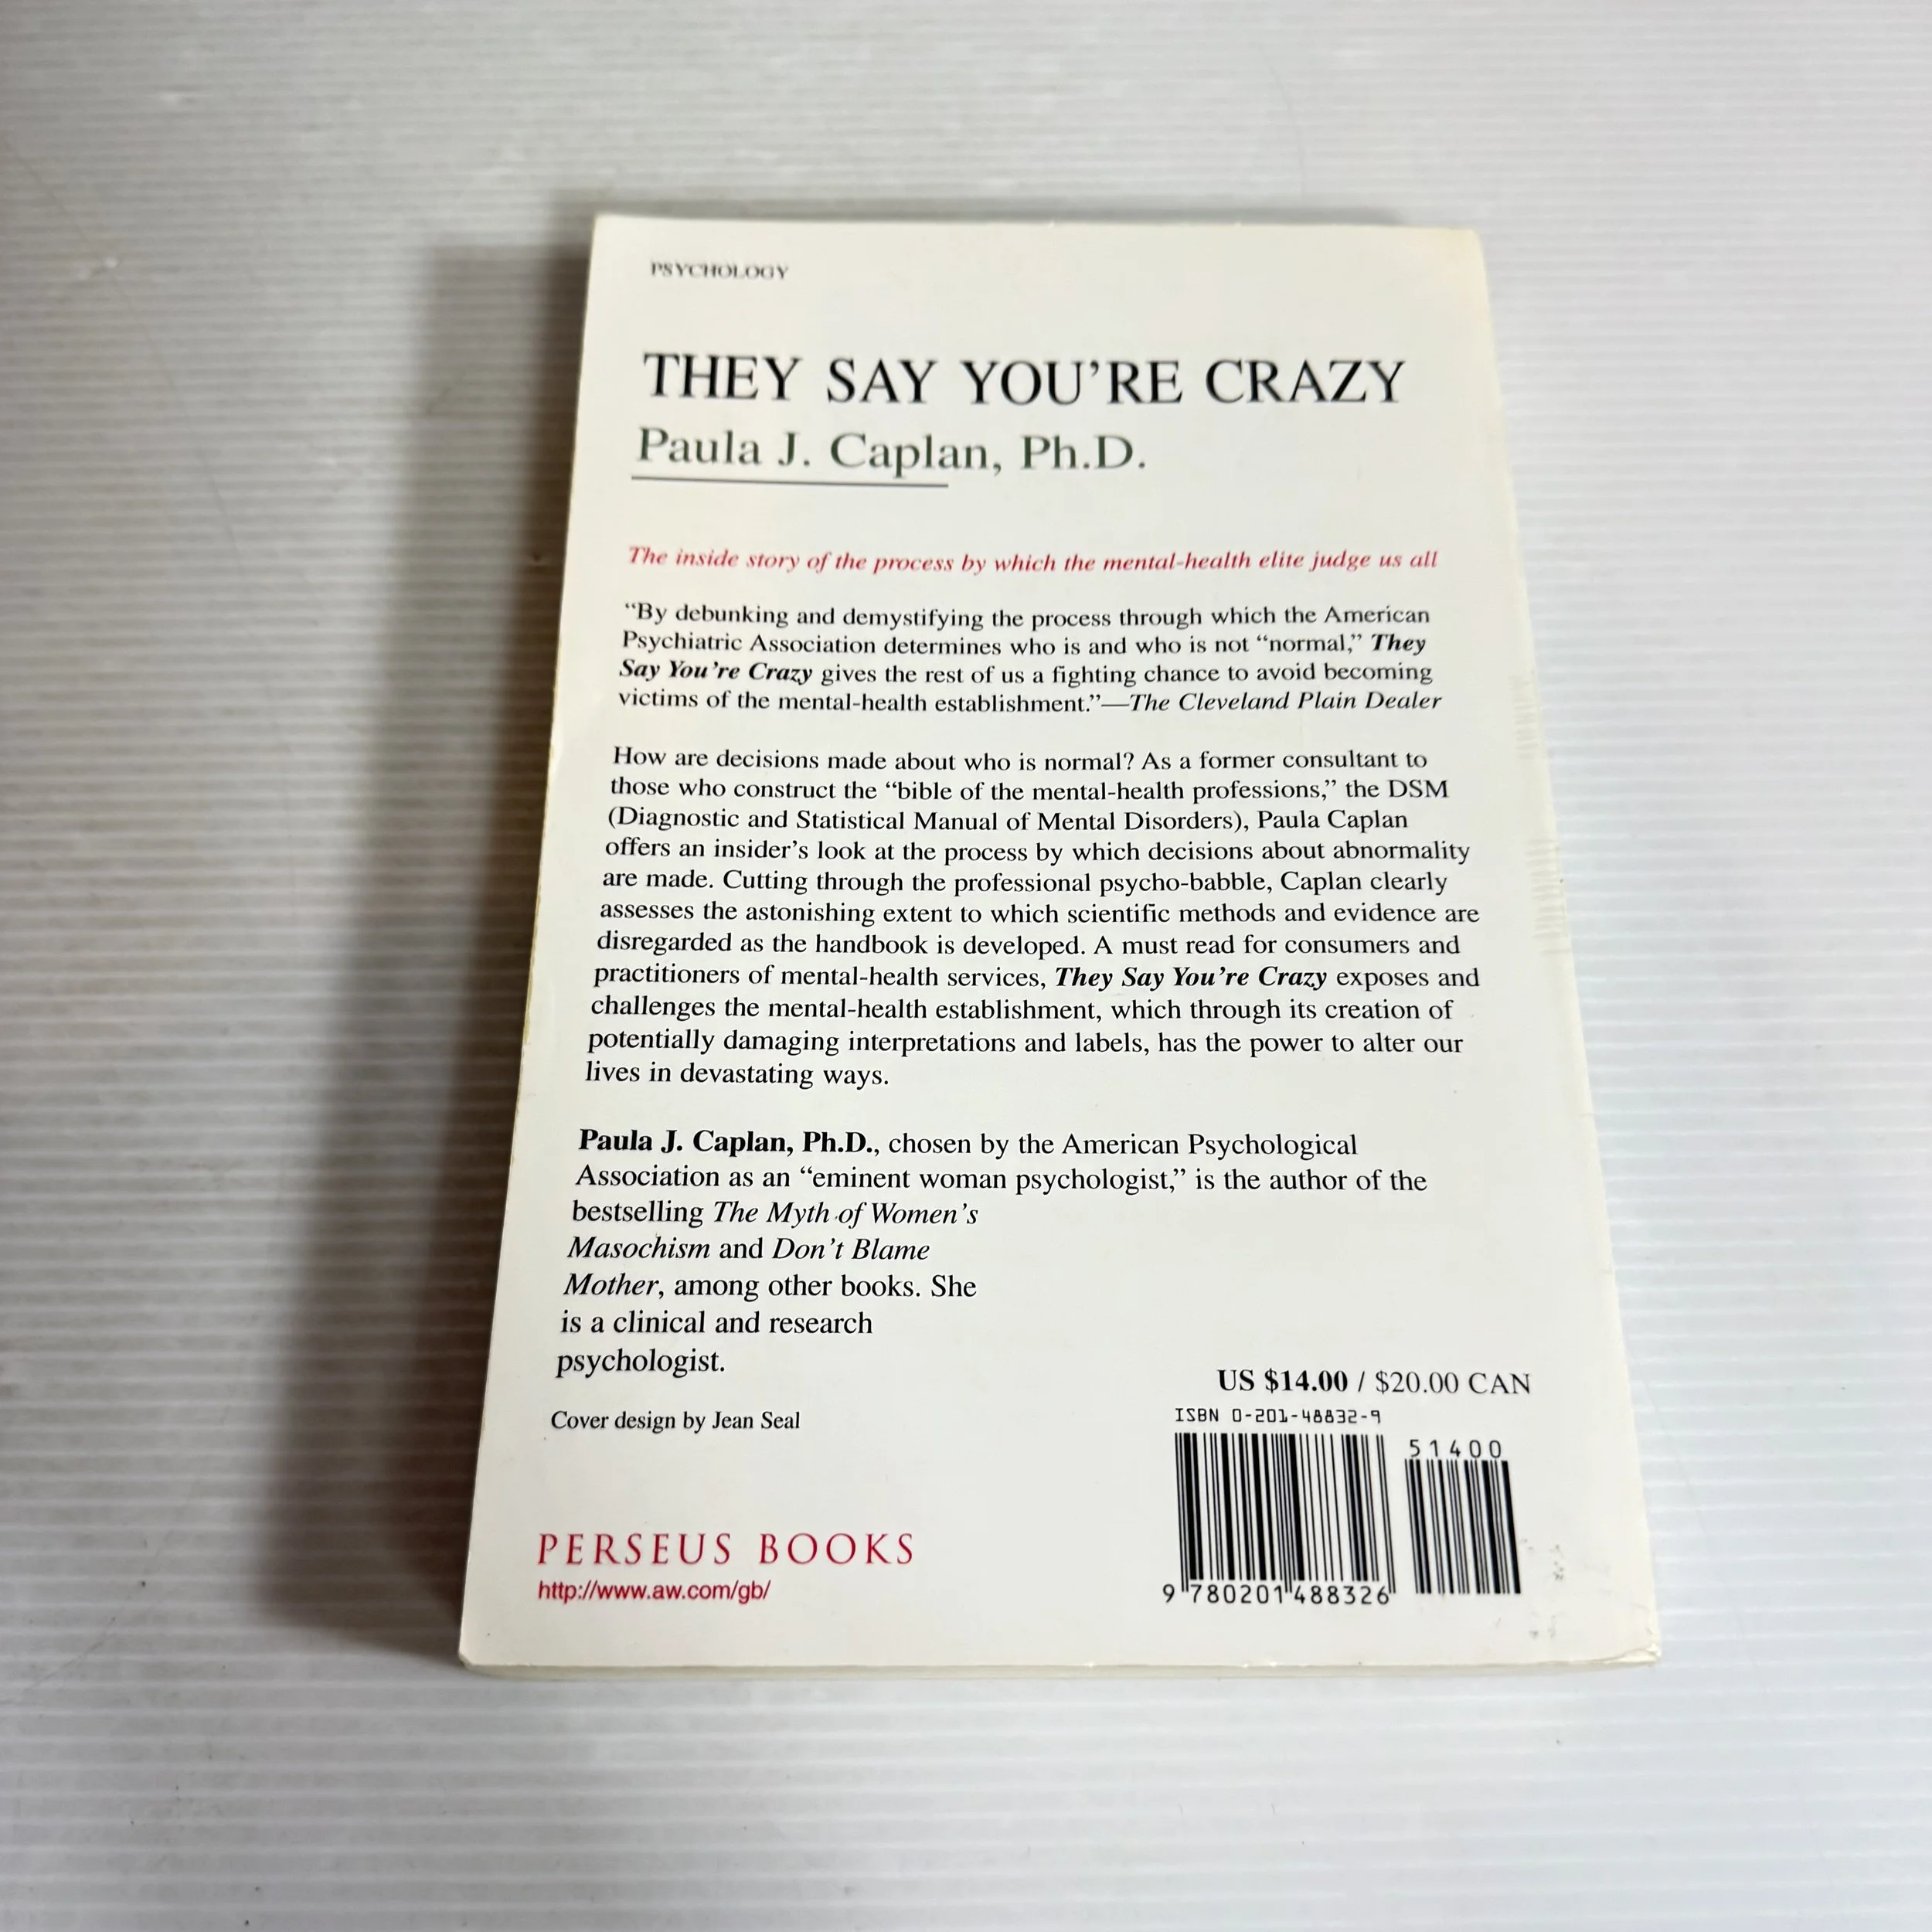 PSYCHOLOGY
THEY SAY YOU'RE CRAZY
Paula J. Caplan, Ph.D.
The inside story of the process by which the mental-health elite judge us all
“By debunking and demystifying the process through which the American
Psychiatric Association determines who is and who is not “normal,” They
Say You're Crazy gives the rest of us a fighting chance to avoid becoming
victims of the mental-health establishment.”—The Cleveland Plain Dealer
How are decisions made about who is normal? As a former consultant to
those who construct the “bible of the mental-health professions,” the DSM
(Diagnostic and Statistical Manual of Mental Disorders), Paula Caplan
offers an insider's look at the process by which decisions about abnormality
are made. Cutting through the professional psycho-babble, Caplan clearly
assesses the astonishing extent to which scientific methods and evidence are
disregarded as the handbook is developed. A must read for consumers and
practitioners of mental-health services, They Say You're Crazy exposes and
challenges the mental-health establishment, which through its creation of
potentially damaging interpretations and labels, has the power to alter our
lives in devastating ways.
Paula J. Caplan, Ph.D., chosen by the American Psychological
Association as an “eminent woman psychologist,” is the author of the
bestselling The Myth of Women's
Masochism and Don't Blame
Mother, among other books. She
is a clinical and research
psychologist.
US $14.00 / $20.00 CAN
Cover design by Jean Seal
ISBN 0-201-48832-9
51400
9 780201 488326
PERSEUS BOOKS
http://www.aw.com/gb/